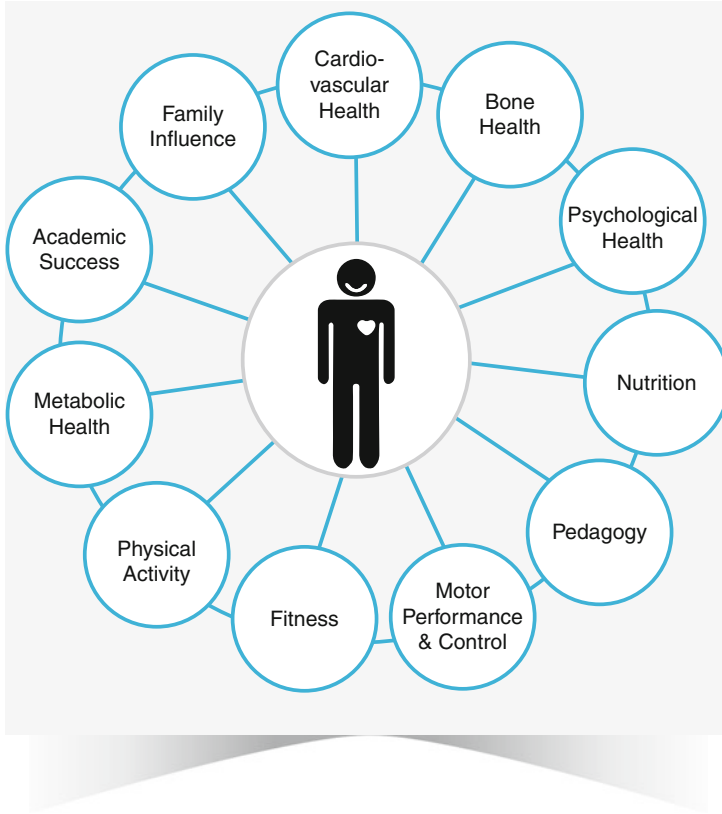 Cardio-
vascular
Health
Bone
Health
Psychological
Health
Nutrition
Pedagogy
Motor
Performance
& Control
Fitness
Physical
Activity
Metabolic
Health
Academic
Success
Family
Influence